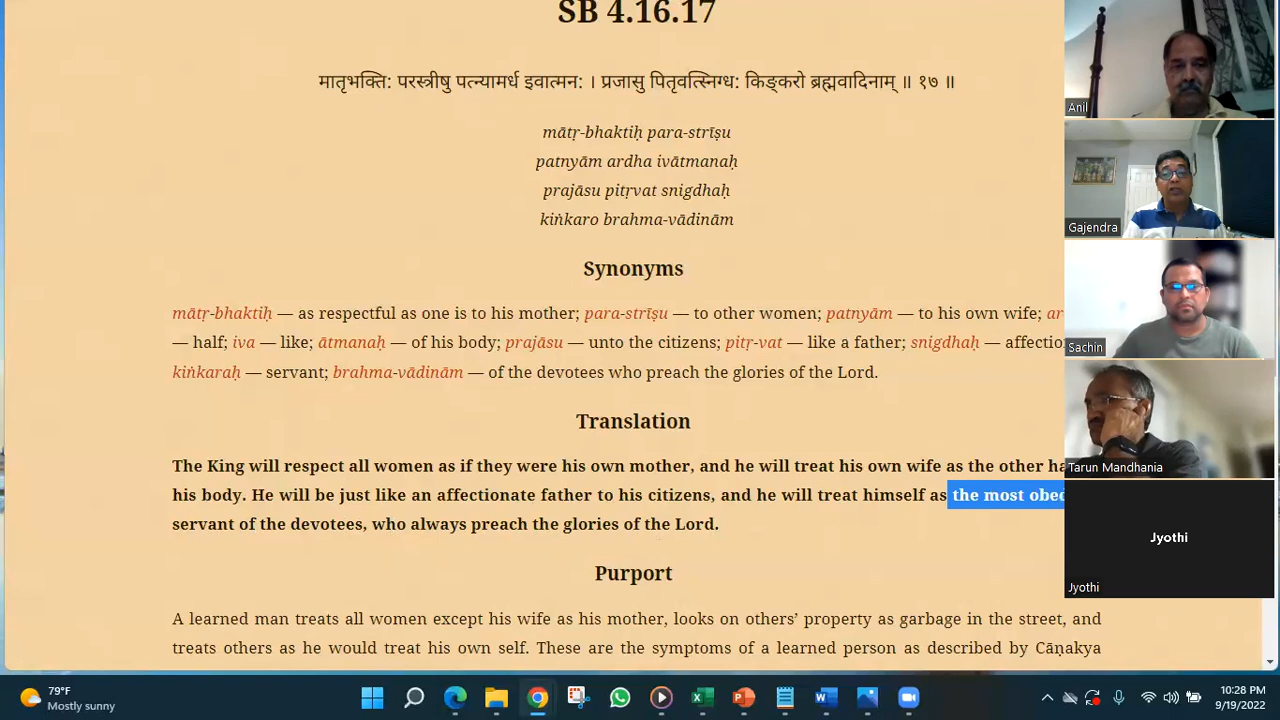 SB 4.16.17
मातृभक्ति: परस्त्रीषु पत्न्यामर्ध इवात्मन: । प्रजासु पितृवत्स्निग्ध: किङ्करो ब्रह्मवादिनाम् ॥ १७ ॥
mātṛ-bhaktiḥ para-strīṣu
patnyām ardha ivātmanaḥ
prajāsu pitṛvat snigdhaḥ
kiṅkaro brahma-vādinām
Synonyms
mātṛ-bhaktiḥ — as respectful as one is to his mother; para-strīṣu — to other women; patnyām — to his own wife;
— half; iva — like; ātmanaḥ — of his body; prajāsu — unto the citizens; pitṛ-vat — like a father; snigdhaḥ —
kiṅkaraḥ — servant; brahma-vādinām — of the devotees who preach the glories of the Lord.
Translation
The King will respect all women as if they were his own mother, and he will treat his own wife as the other
his body. He will be just like an affectionate father to his citizens, and he will treat himself as the most
servant of the devotees, who always preach the glories of the Lord.
Purport
A learned man treats all women except his wife as his mother, looks on others’ property as garbage in the street, and
treats others as he would treat his own self. These are the symptoms of a learned person as described by Cāṇakya
Anil
Gajendra
Sachin
Tarun Mandhania
Jyothi
Jyothi
79°F
Mostly sunny
10:28 PM
9/19/2022